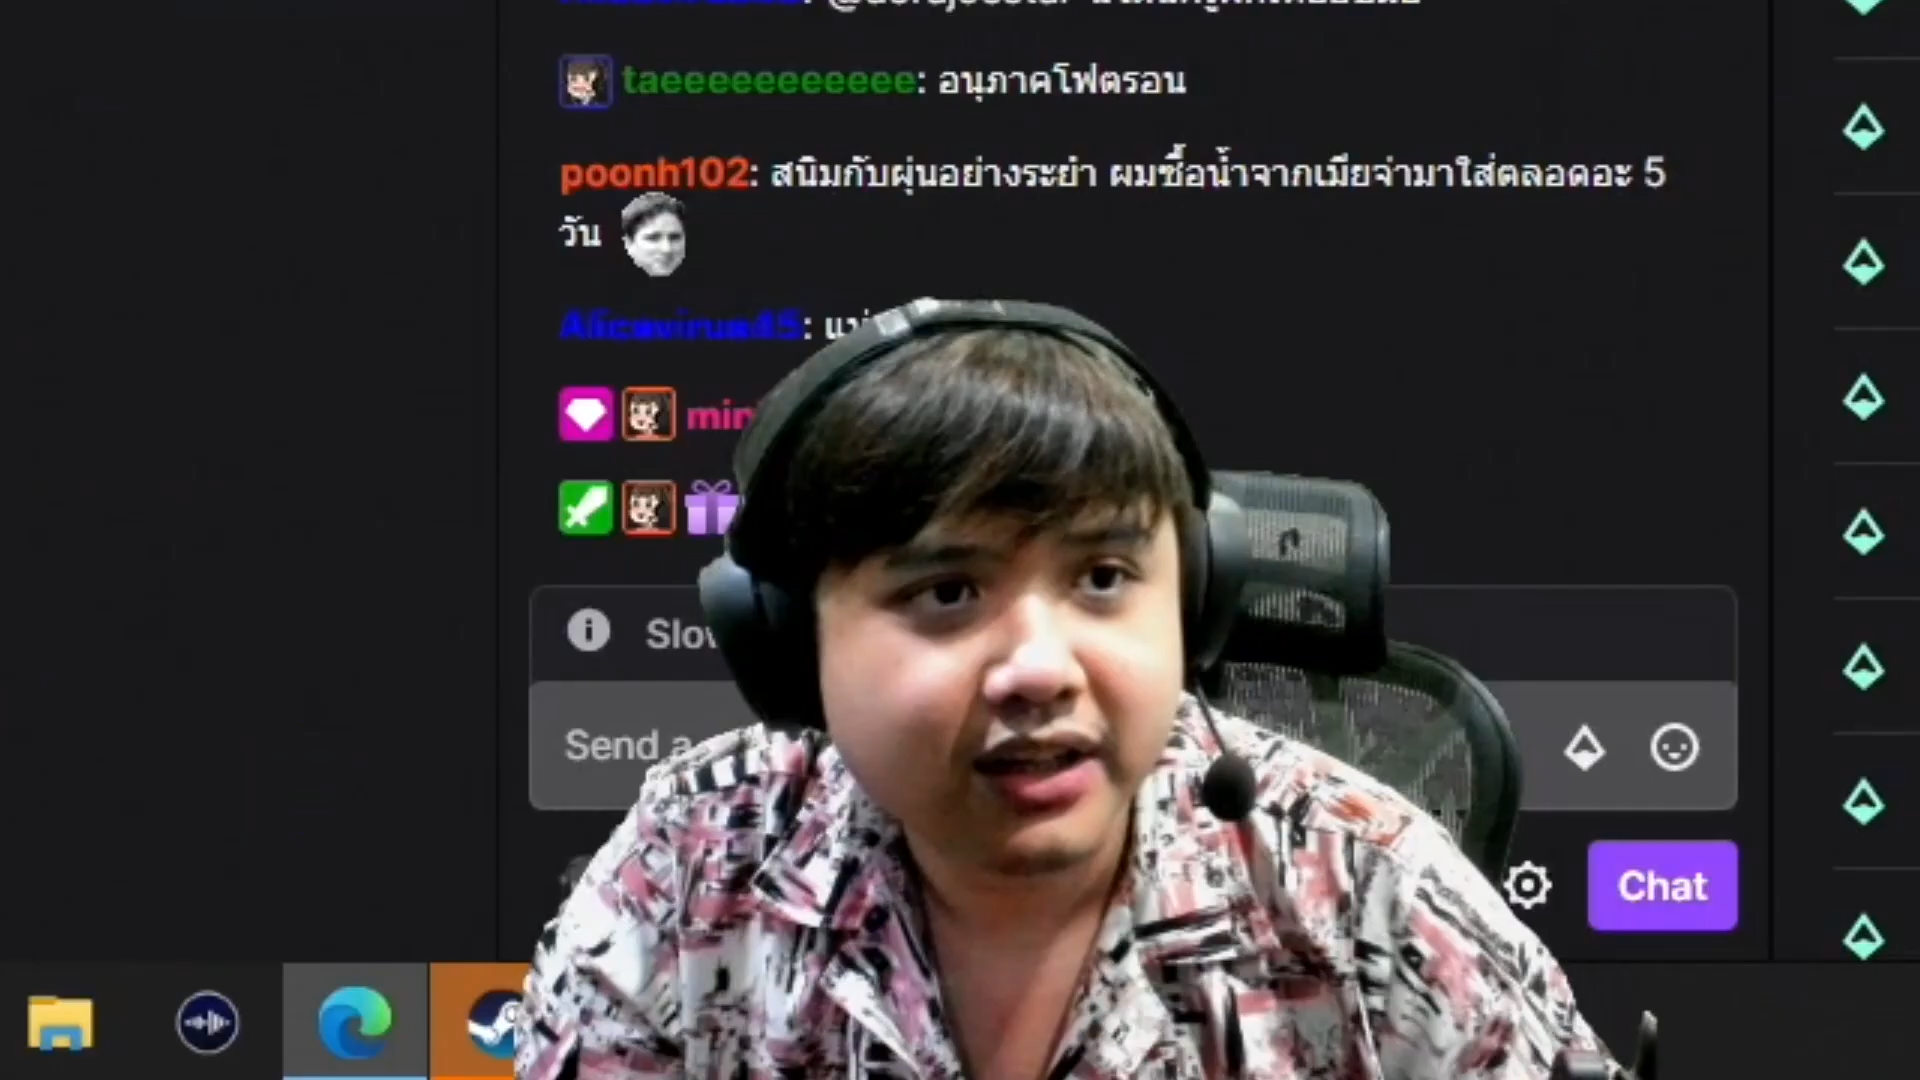 taeeeeeeeeeee: อนุภาคโฟตรอน
poonh102: สนิมกับผุ่นอย่างระยำ ผมซื้อน้ำจากเมียจ่ามาใส่ตลอดอะ 5
วัน
Alicavirus45:
Send a
Chat